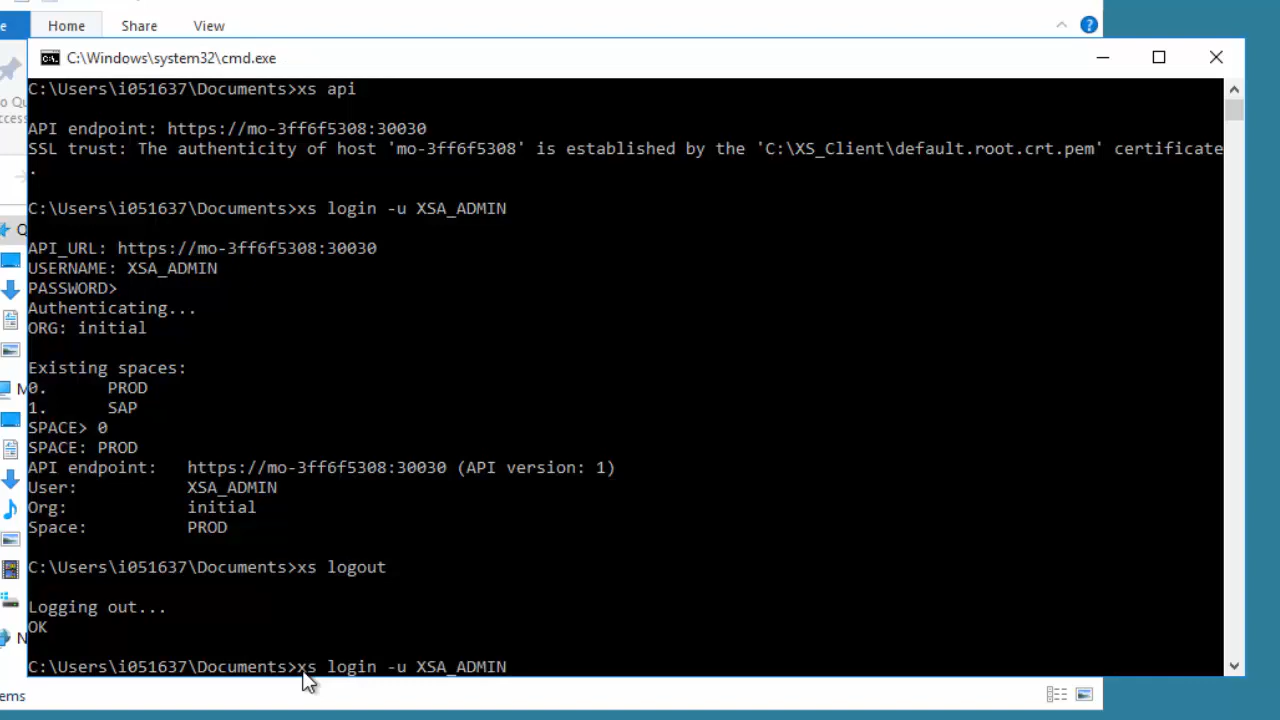 Home Share View
C:\Windows\system32\cmd.exe
C:\Users\i051637\Documents>xs api
API endpoint: https://mo-3ff6f5308:30030
SSL trust: The authenticity of host 'mo-3ff6f5308' is established by the 'C:\XS_Client\default.root.crt.pem' certificate
.
C:\Users\i051637\Documents>xs login -u XSA_ADMIN
API_URL: https://mo-3ff6f5308:30030
USERNAME: XSA_ADMIN
PASSWORD>
Authenticating...
ORG: initial
Existing spaces:
0. PROD
1. SAP
SPACE> 0
SPACE: PROD
API endpoint: https://mo-3ff6f5308:30030 (API version: 1)
User: XSA_ADMIN
Org: initial
Space: PROD
C:\Users\i051637\Documents>xs logout
Logging out...
OK
C:\Users\i051637\Documents>xs login -u XSA_ADMIN